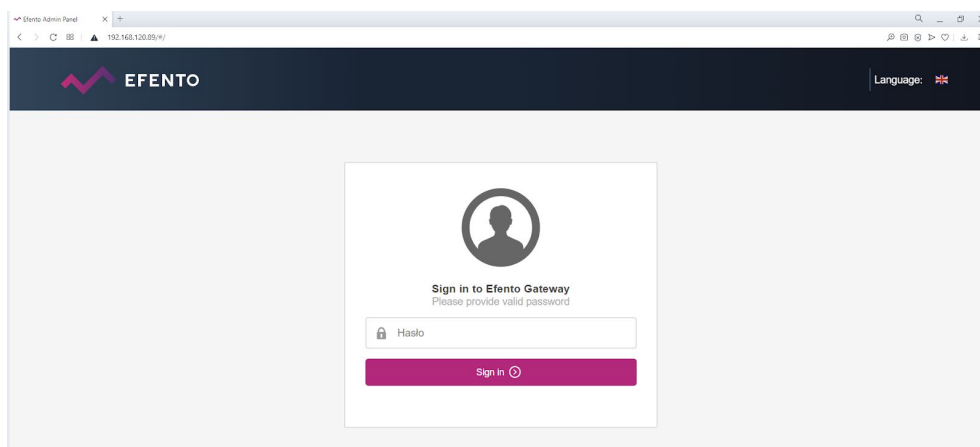 Efento Admin Panel
192.168.120.89/#/
EFENTO
Language:
Sign in to Efento Gateway
Please provide valid password
Hasło
Sign in